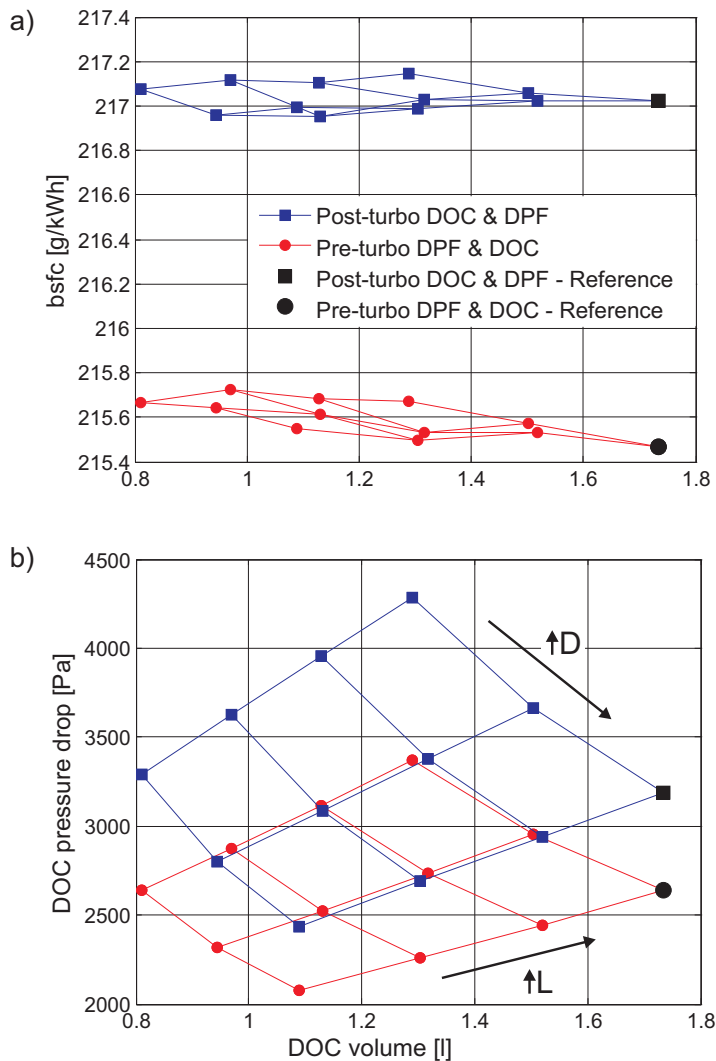 a)
217.4
217.2
217
216.8
216.6
216.4
216.2
216
215.8
215.6
215.4
bsfc [g/kWh]
Post-turbo DOC & DPF
Pre-turbo DPF & DOC
Post-turbo DOC & DPF - Reference
Pre-turbo DPF & DOC - Reference
0.8 1 1.2 1.4 1.6 1.8
b)
4500
4000
3500
3000
2500
2000
DOC pressure drop [Pa]
↑D
↑L
0.8 1 1.2 1.4 1.6 1.8
DOC volume [l]